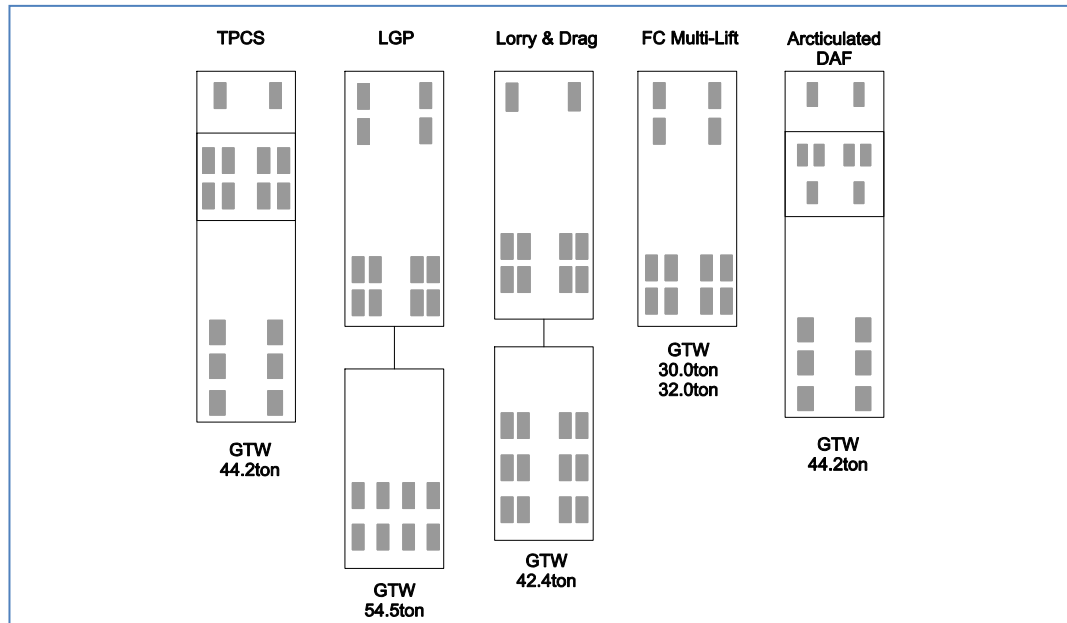 TPCS
LGP
Lorry & Drag
FC Multi-Lift
Arcticulated
DAF
GTW
44.2ton
GTW
54.5ton
GTW
42.4ton
GTW
30.0ton
32.0ton
GTW
44.2ton